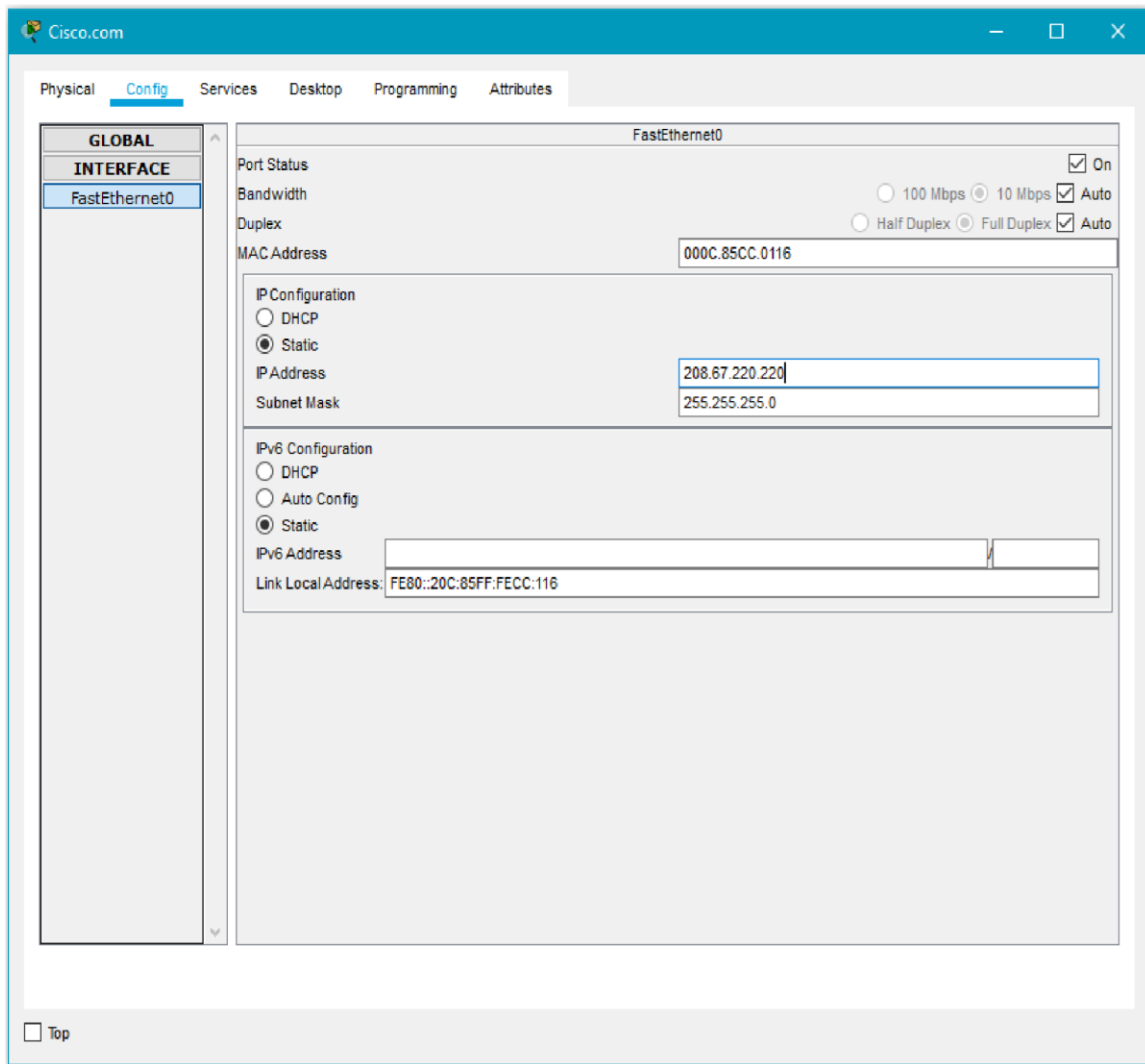 Cisco.com
Physical Config Services Desktop Programming Attributes
GLOBAL
INTERFACE
FastEthernet0
FastEthernet0
Port Status On
Bandwidth 100 Mbps 10 Mbps Auto
Duplex Half Duplex Full Duplex Auto
MAC Address 000C.85CC.0116
IP Configuration
DHCP
Static
IP Address 208.67.220.220
Subnet Mask 255.255.255.0
IPv6 Configuration
DHCP
Auto Config
Static
IPv6 Address /
Link Local Address: FE80::20C:85FF:FECC:116
Top